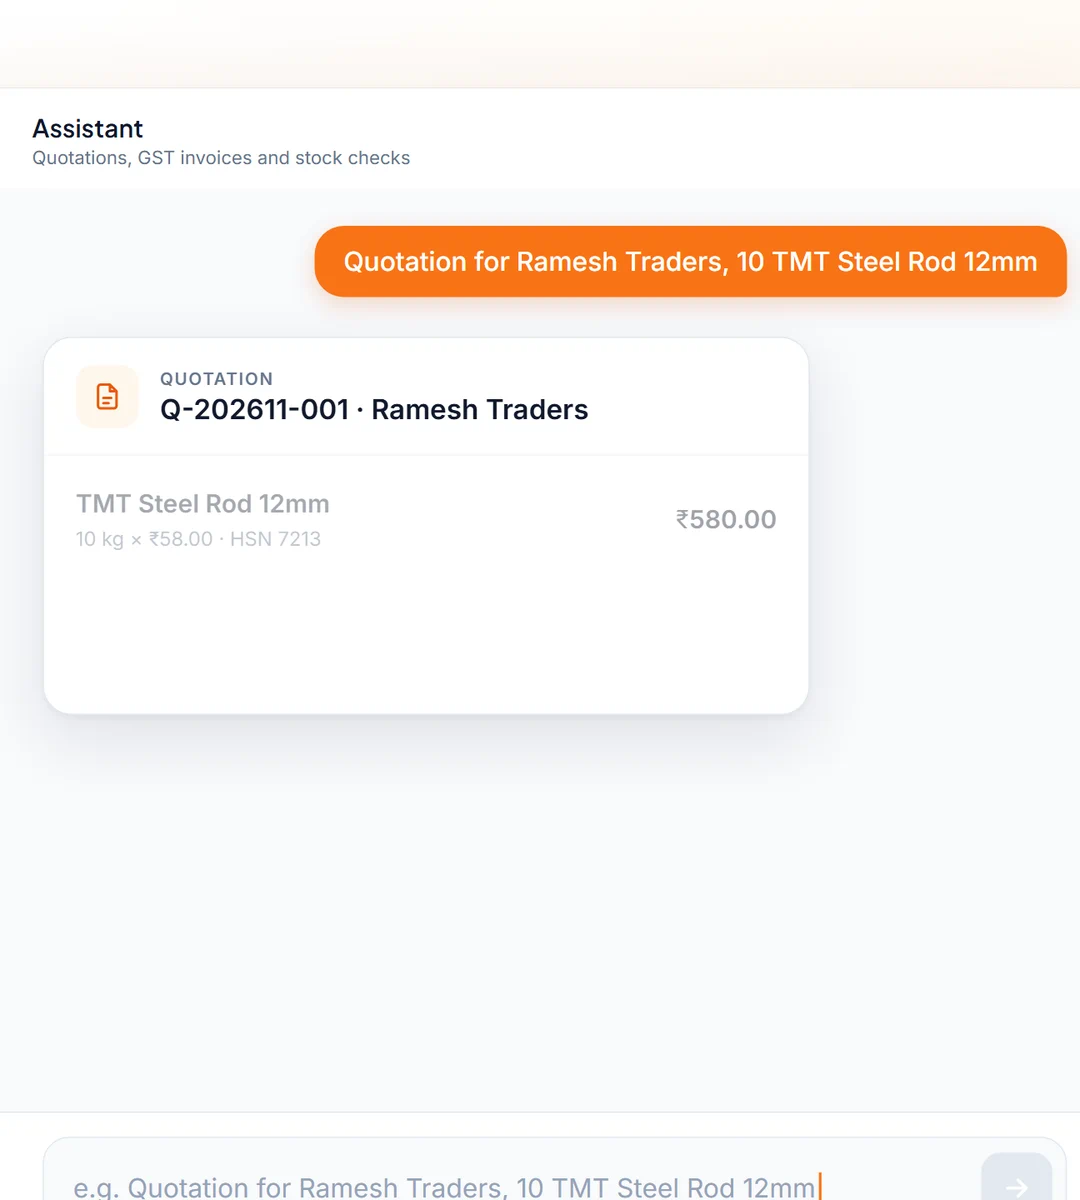 Assistant
Quotations, GST invoices and stock checks
Quotation for Ramesh Traders, 10 TMT Steel Rod 12mm
QUOTATION
Q-202611-001 · Ramesh Traders
TMT Steel Rod 12mm
₹580.00
10 kg × ₹58.00 · HSN 7213
e.g. Quotation for Ramesh Traders, 10 TMT Steel Rod 12mm